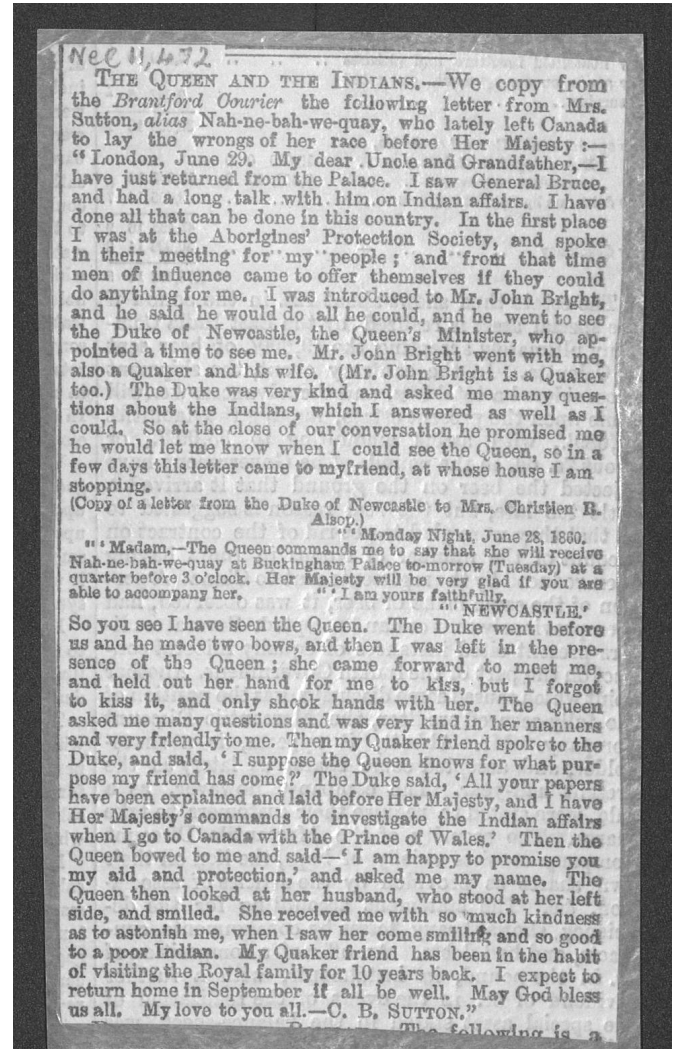 Nec 11,472
THE QUEEN AND THE INDIANS.—We copy from
the Brantford Courier the following letter from Mrs.
Sutton, alias Nah-ne-bah-we-quay, who lately left Canada
to lay the wrongs of her race before Her Majesty :—
“London, June 29. My dear Uncle and Grandfather,—I
have just returned from the Palace. I saw General Bruce,
and had a long talk with him on Indian affairs. I have
done all that can be done in this country. In the first place
I was at the Aborigines’ Protection Society, and spoke
in their meeting for my people ; and from that time
men of influence came to offer themselves if they could
do anything for me. I was introduced to Mr. John Bright,
and he said he would do all he could, and he went to see
the Duke of Newcastle, the Queen’s Minister, who ap-
pointed a time to see me. Mr. John Bright went with me,
also a Quaker and his wife. (Mr. John Bright is a Quaker
too.) The Duke was very kind and asked me many ques-
tions about the Indians, which I answered as well as I
could. So at the close of our conversation he promised me
he would let me know when I could see the Queen, so in a
few days this letter came to my friend, at whose house I am
stopping.
(Copy of a letter from the Duke of Newcastle to Mrs. Christien R.
Alsop.)
“‘Monday Night, June 28, 1860.
“‘Madam,—The Queen commands me to say that she will receive
Nah-ne-bah-we-quay at Buckingham Palace to-morrow (Tuesday) at a
quarter before 3 o’clock. Her Majesty will be very glad if you are
able to accompany her. “‘I am yours faithfully,
“‘NEWCASTLE.’
So you see I have seen the Queen. The Duke went before
us and he made two bows, and then I was left in the pre-
sence of the Queen ; she came forward to meet me,
and held out her hand for me to kiss, but I forgot
to kiss it, and only shook hands with her. The Queen
asked me many questions and was very kind in her manners
and very friendly to me. Then my Quaker friend spoke to the
Duke, and said, ‘I suppose the Queen knows for what pur-
pose my friend has come?’ The Duke said, ‘All your papers
have been explained and laid before Her Majesty, and I have
Her Majesty’s commands to investigate the Indian affairs
when I go to Canada with the Prince of Wales.’ Then the
Queen bowed to me and said—‘I am happy to promise you
my aid and protection,’ and asked me my name. The
Queen then looked at her husband, who stood at her left
side, and smiled. She received me with so much kindness
as to astonish me, when I saw her come smiling and so good
to a poor Indian. My Quaker friend has been in the habit
of visiting the Royal family for 10 years back. I expect to
return home in September if all be well. May God bless
us all. My love to you all.—C. B. SUTTON.”
The following is a